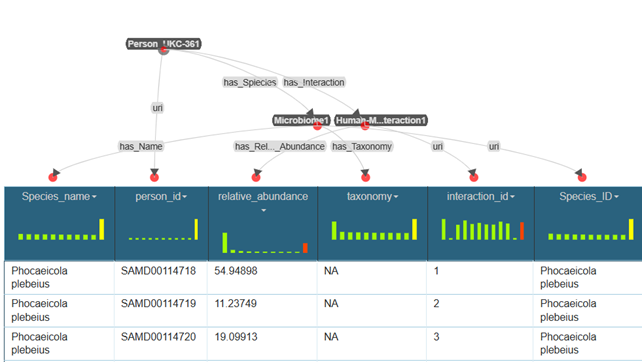 Person_UKC-361
has_Spiecies
has_Interaction
uri
Microbiome1
Human-M...teraction1
has_Name
has_Rel..._Abundance
has_Taxonomy
uri
uri
Species_name
person_id
relative_abundance
taxonomy
interaction_id
Species_ID
Phocaeicola
plebeius
SAMD00114718
54.94898
NA
1
Phocaeicola
plebeius
Phocaeicola
plebeius
SAMD00114719
11.23749
NA
2
Phocaeicola
plebeius
Phocaeicola
plebeius
SAMD00114720
19.09913
NA
3
Phocaeicola
plebeius